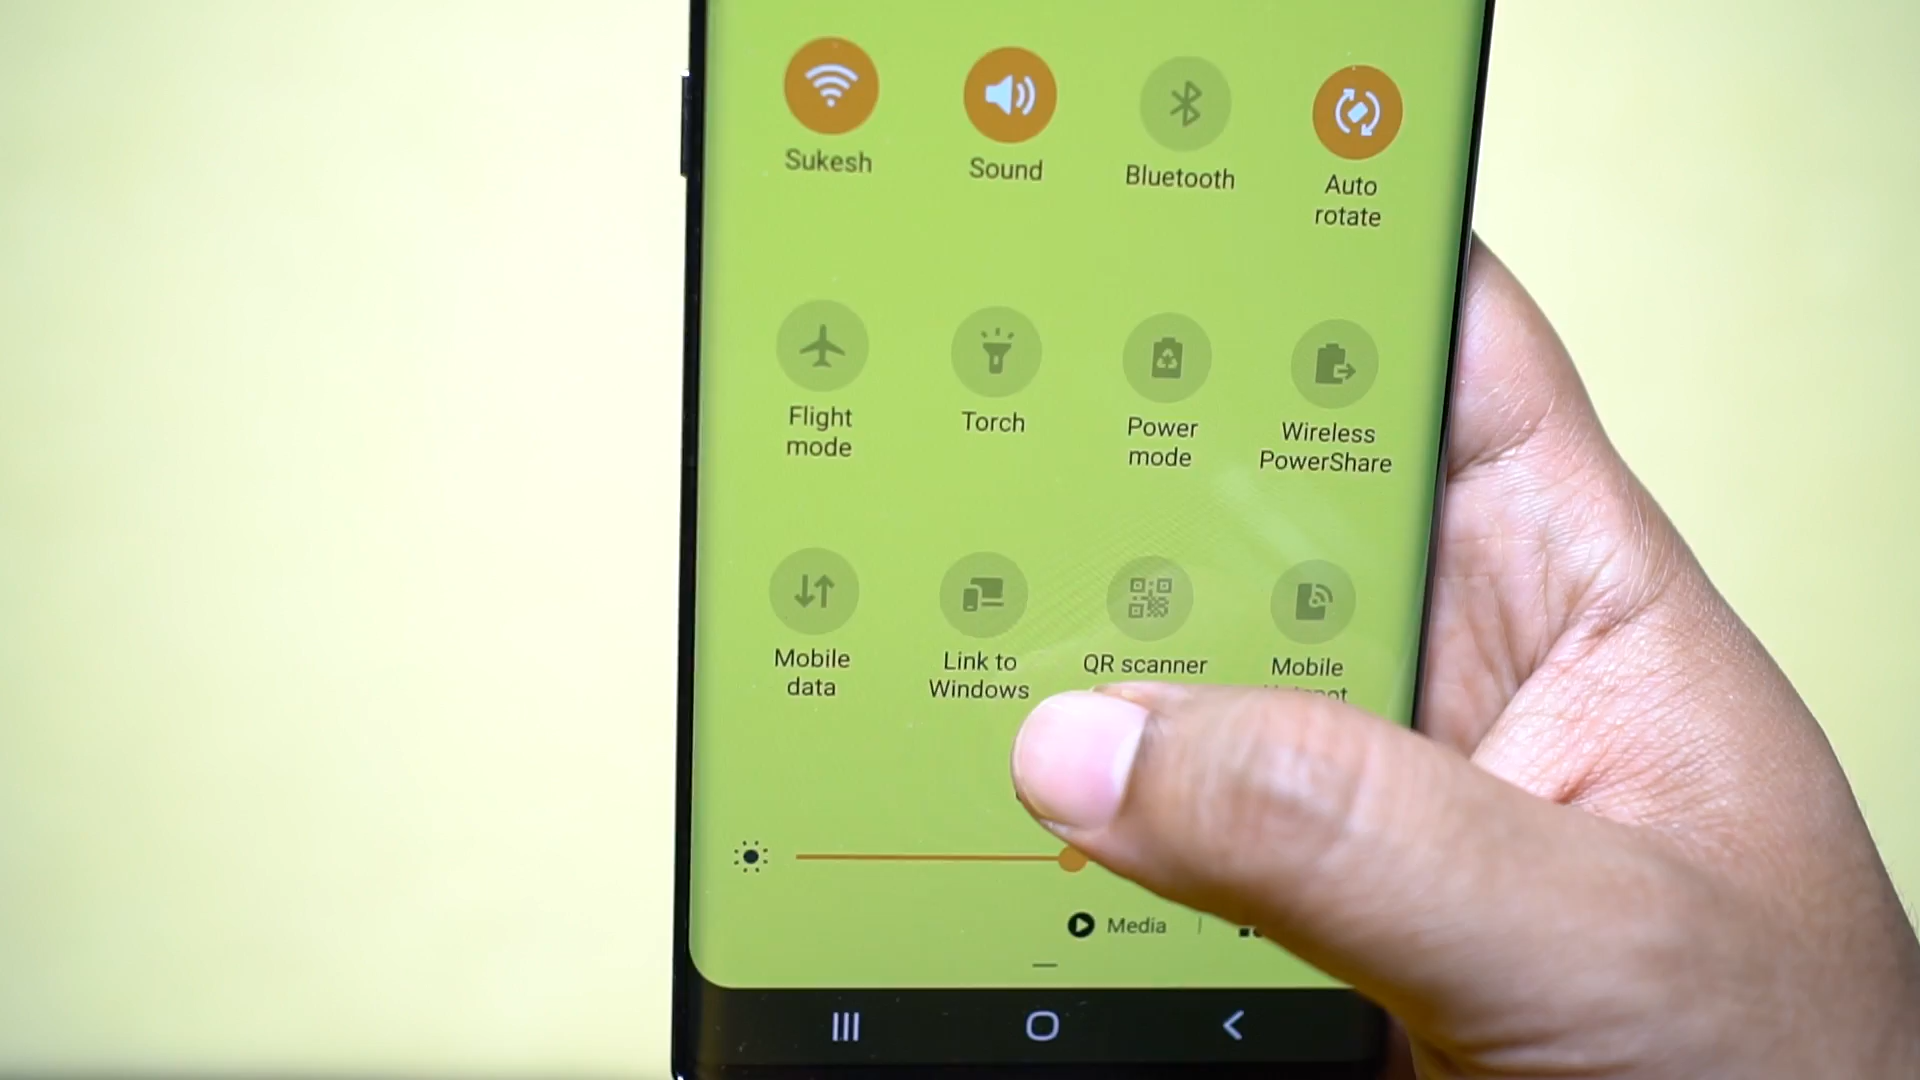 Sukesh
Sound
Bluetooth
Auto
rotate
Flight
mode
Torch
Power
mode
Wireless
PowerShare
Mobile
data
Link to
Windows
QR scanner
Mobile
Media